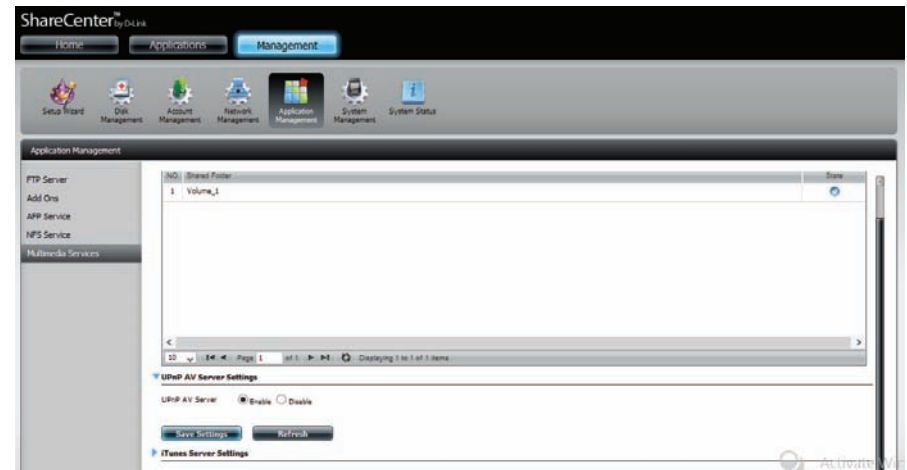 ShareCenter™ by D-Link
Home Applications Management
Setup Wizard Disk Management Account Management Network Management Application Management System Management System Status
Application Management
FTP Server
Add Ons
AFP Service
NFS Service
Multimedia Services
NO. Shared Folder State
1 Volume_1
10 Page 1 of 1 Displaying 1 to 1 of 1 items
UPnP AV Server Settings
UPnP AV Server Enable Disable
Save Settings Refresh
iTunes Server Settings
Activate